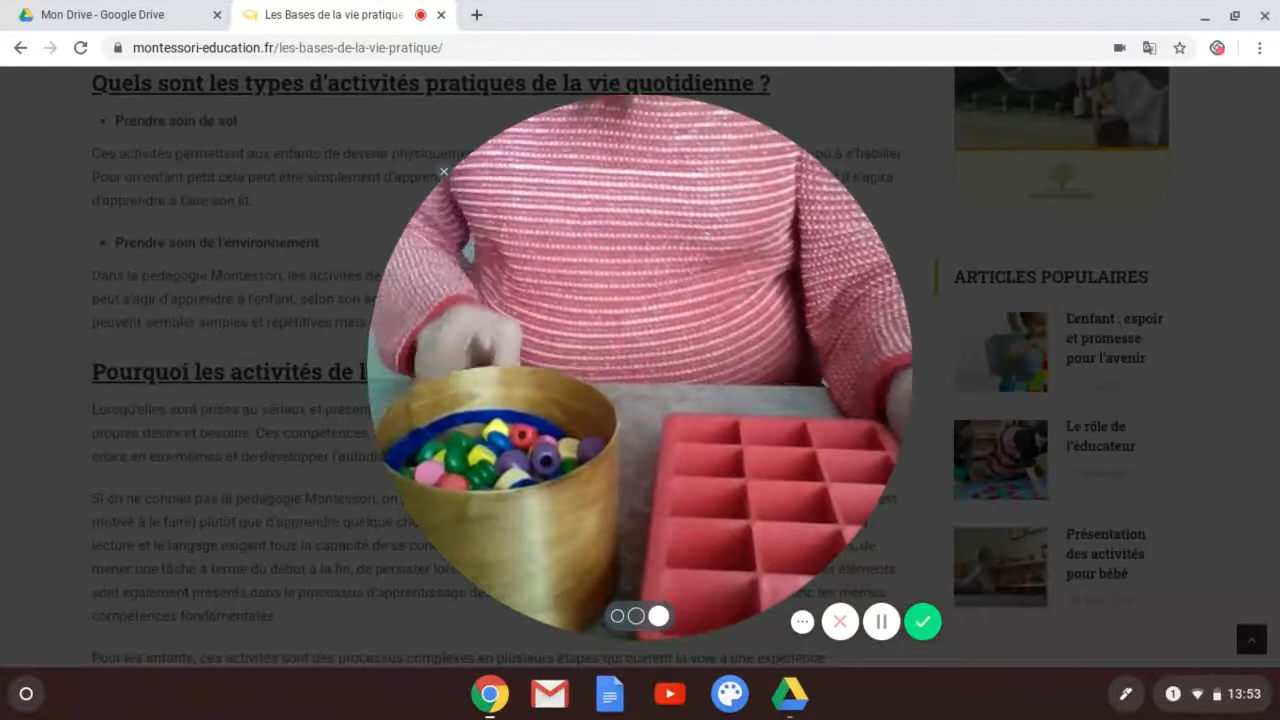 Mon Drive - Google Drive
Les Bases de la vie pratique
montessori-education.fr/les-bases-de-la-vie-pratique/
Quels sont les types d'activités pratiques de la vie quotidienne ?
Prendre soin de soi
Ces activités permettent aux enfants de devenir physiquement
à s'habiller
Pour un enfant petit cela peut être simplement
il s'agira
d'apprendre à faire son lit.
Prendre soin de l'environnement
Dans la pédagogie Montessori, les activités de
peut s'agir d'apprendre à l'enfant, selon son
peuvent sembler simples et répétitives mais
Pourquoi les activités de
Lorsqu'elles sont prises au sérieux et
propres désirs et besoins. Ces compétences
croire en eux-mêmes et de développer
Si on ne connait pas la pédagogie Montessori, on
est
motivé à le faire) plutôt que d'apprendre quelque
lecture et le langage exigent tous la capacité de se
de
mener une tâche à terme du début à la fin, de persister
éléments
sont également présents dans le processus d'apprentissage
les mêmes
compétences fondamentales
Pour les enfants, ces activités sont des processus complexes en plusieurs étapes qui ouvrent la voie à une expérience
ARTICLES POPULAIRES
L'enfant : espoir
et promesse
pour l'avenir
Le rôle de
l'éducateur
Présentation
des activités
pour bébé
1
13:53